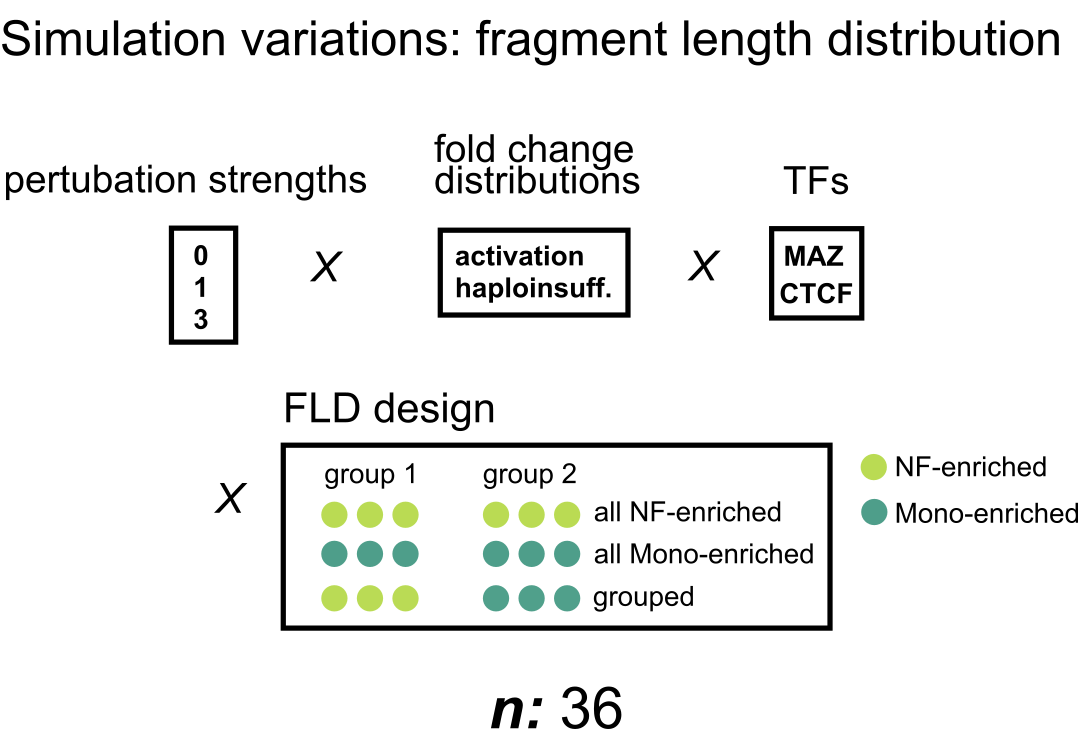 Simulation variations: fragment length distribution
pertubation strengths
fold change
distributions
TFs
0
1
3
X
activation
haploinsuff.
X
MAZ
CTCF
X
FLD design
group 1 group 2
all NF-enriched
all Mono-enriched
grouped
NF-enriched
Mono-enriched
n: 36